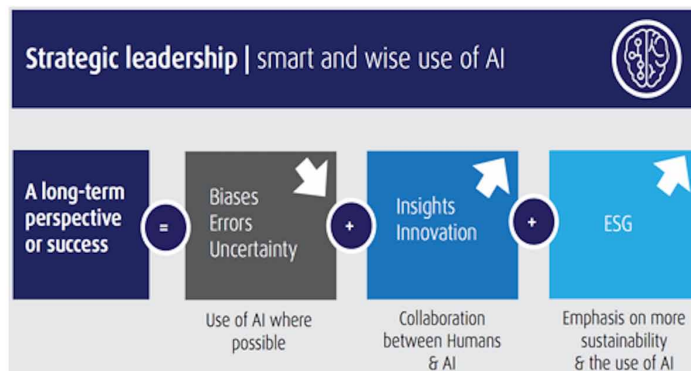 Strategic leadership | smart and wise use of AI
A long-term
perspective
or success
=
Biases
Errors
Uncertainty
+
Insights
Innovation
+
ESG
Use of AI where
possible
Collaboration
between Humans
& AI
Emphasis on more
sustainability
& the use of AI